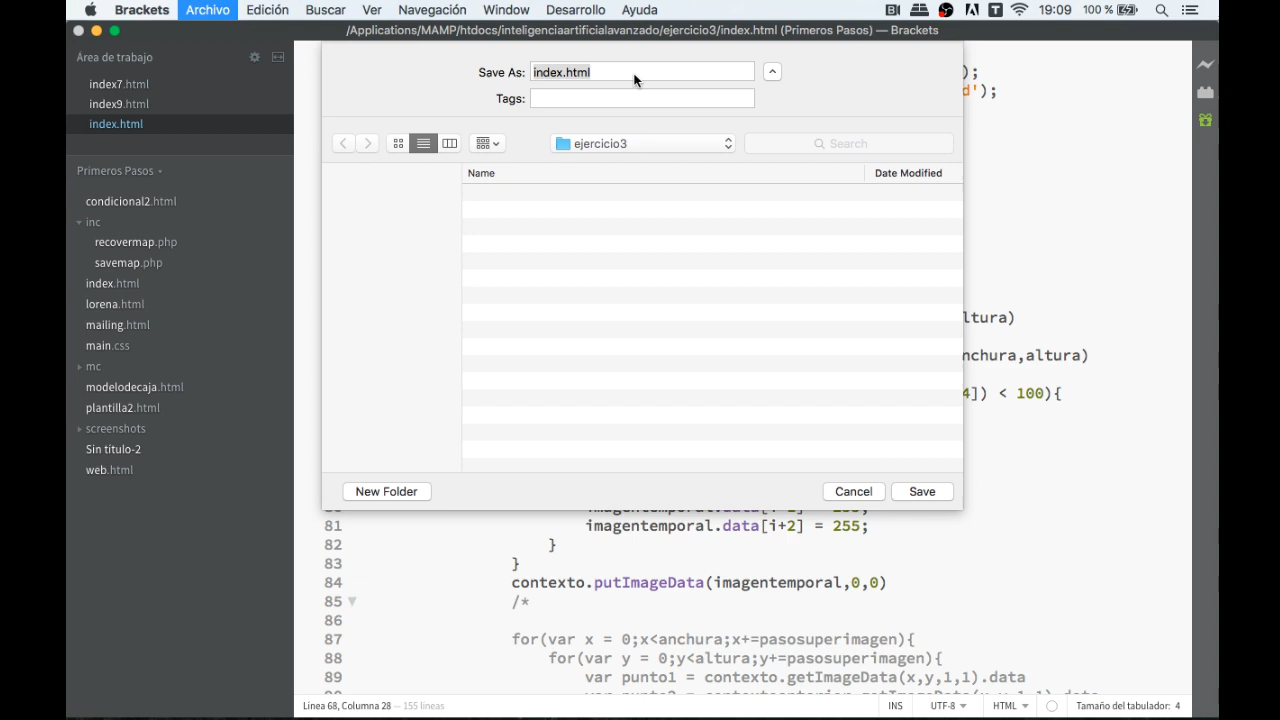 Brackets Archivo Edición Buscar Ver Navegación Window Desarrollo Ayuda 19:09 100 %
/Applications/MAMP/htdocs/inteligenciaartificialavanzado/ejercicio3/index.html (Primeros Pasos) — Brackets
Área de trabajo
index7.html
index9.html
index.html
Primeros Pasos
condicional2.html
inc
recovermap.php
savemap.php
index.html
lorena.html
mailing.html
main.css
mc
modelodecaja.html
plantilla2.html
screenshots
Sin título-2
web.html
Save As: index.html
Tags:
ejercicio3
Search
Name Date Modified
New Folder Cancel Save
);
d');
ltura)
nchura,altura)
4]) < 100){
81 imagentemporal.data[i+2] = 255;
82 }
83 }
84 contexto.putImageData(imagentemporal,0,0)
85 /*
86
87 for(var x = 0;x<anchura;x+=pasosuperimagen){
88 for(var y = 0;y<altura;y+=pasosuperimagen){
89 var punto1 = contexto.getImageData(x,y,1,1).data
Línea 68, Columna 28 — 155 líneas INS UTF-8 HTML Tamaño del tabulador: 4